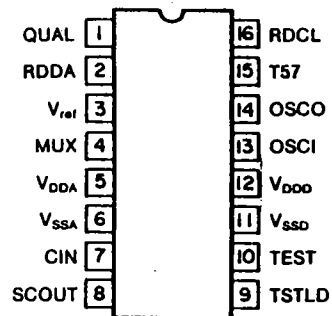 QUAL 1 16 RDCL
RDDA 2 15 T57
Vref 3 14 OSCO
MUX 4 13 OSCI
VDDA 5 12 VDDD
VSSA 6 11 VSSD
CIN 7 10 TEST
SCOUT 8 9 TSTLD